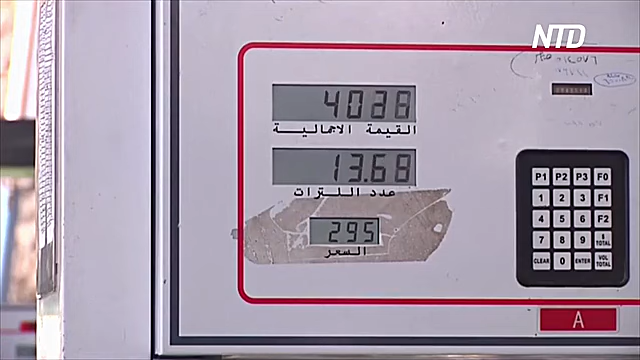 NTD
4038
القيمة الاجمالية
13.68
عدد اللترات
295
السعر
P1 P2 P3 F0
1 2 3 F1
4 5 6 F2
7 8 9 $ TOTAL
CLEAR 0 ENTER VOL TOTAL
A